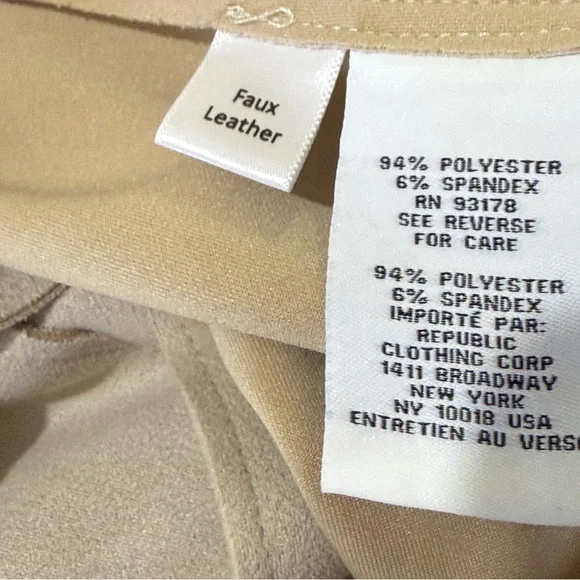 Faux
Leather
94% POLYESTER
6% SPANDEX
RN 93178
SEE REVERSE
FOR CARE
94% POLYESTER
6% SPANDEX
IMPORTÉ PAR:
REPUBLIC
CLOTHING CORP
1411 BROADWAY
NEW YORK
NY 10018 USA
ENTRETIEN AU VERSO